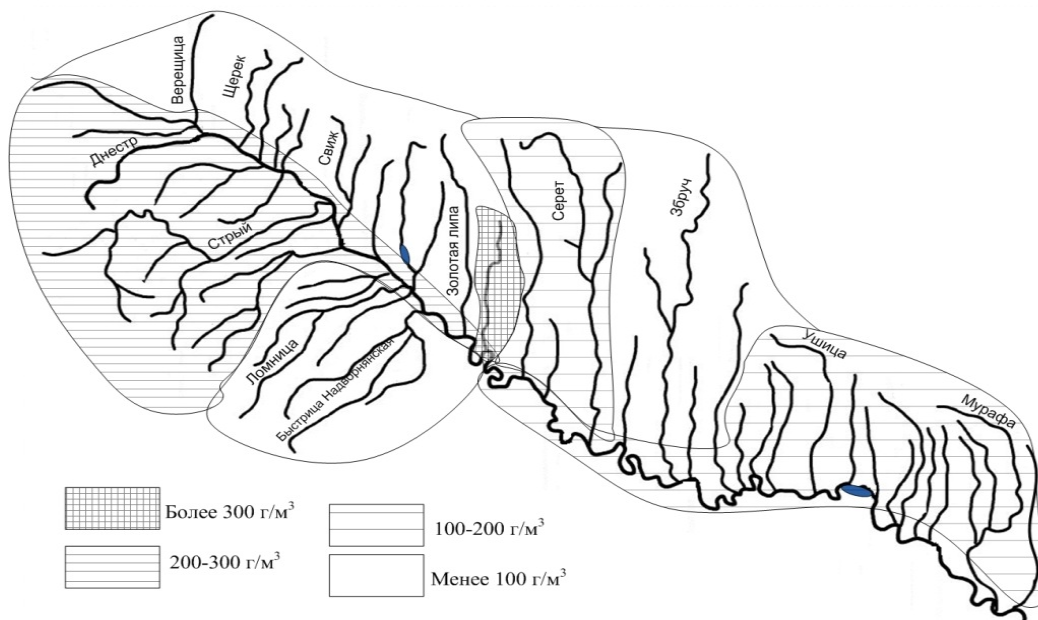 Верещица
Щерек
Днестр
Свиж
Стрый
Золотая липа
Серет
Збруч
Ломница
Быстрица Надворнянская
Ушица
Мурафа
Более 300 г/м³
200-300 г/м³
100-200 г/м³
Менее 100 г/м³